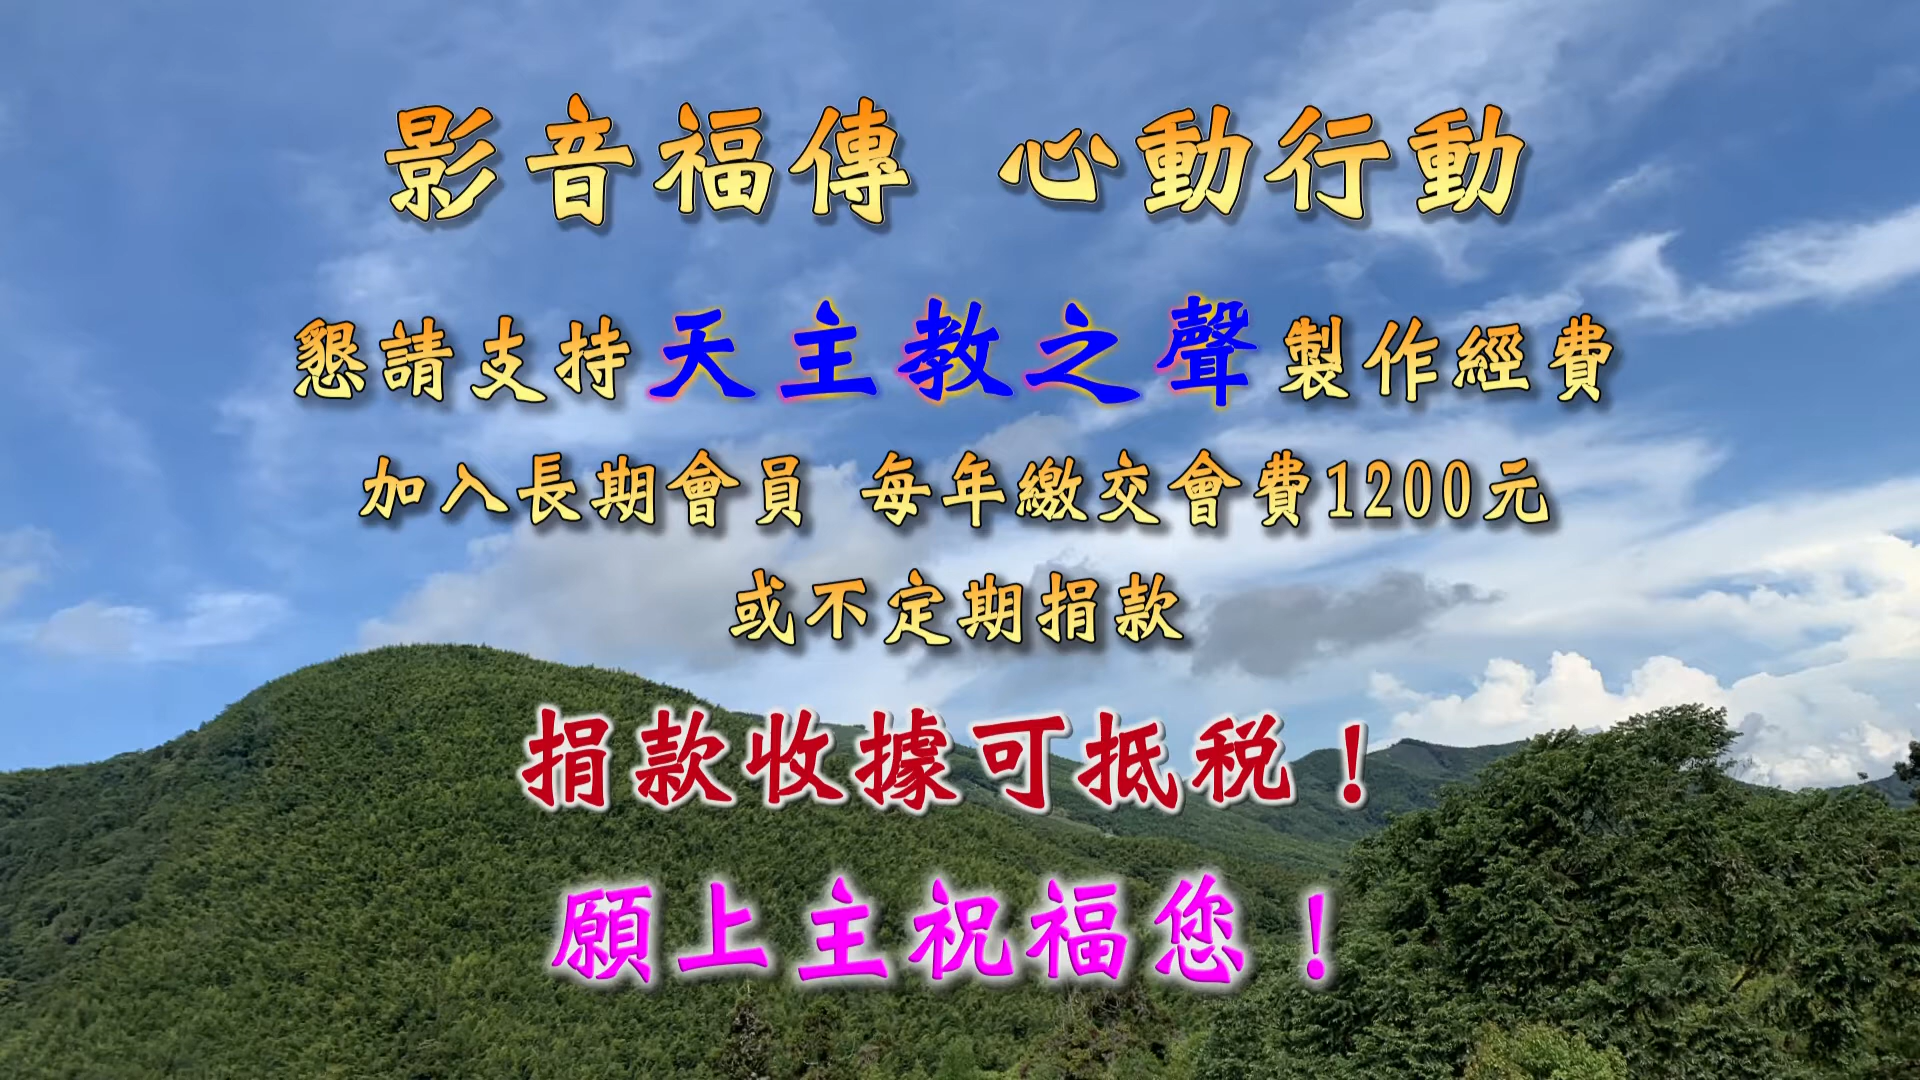 影音福傳 心動行動
懇請支持天主教之聲製作經費
加入長期會員 每年繳交會費1200元
或不定期捐款
捐款收據可抵稅！
願上主祝福您！